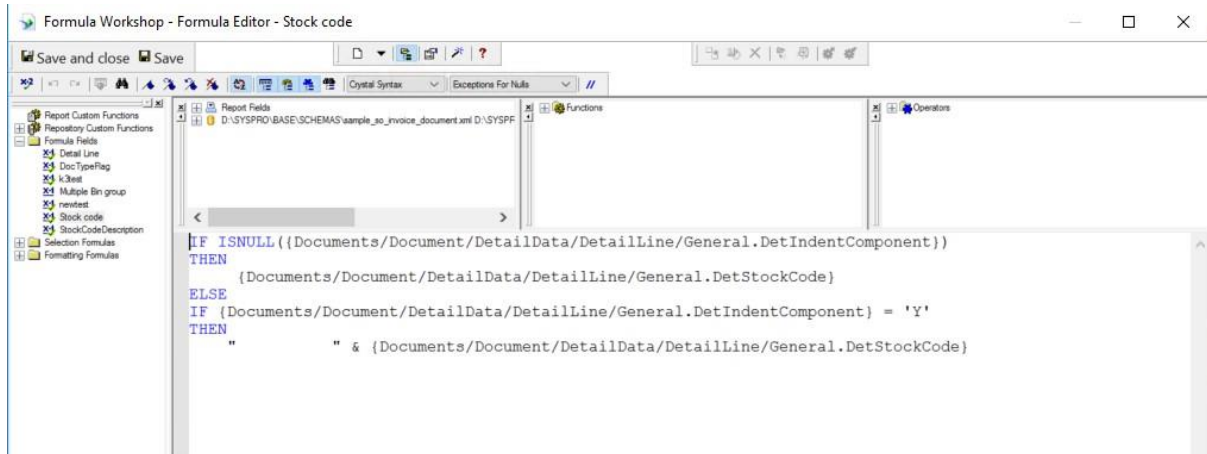 Formula Workshop - Formula Editor - Stock code
Save and close Save
Crystal Syntax Exceptions For Nulls //
Report Custom Functions
Repository Custom Functions
Formula Fields
Detail Line
DocTypeFlag
k3test
Multiple Bin group
newtest
Stock code
StockCodeDescription
Selection Formulas
Formatting Formulas
Report Fields
D:\SYSPRO\BASE\SCHEMAS\sample_so_invoice_document.xml D:\SYSPF
Functions
Operators
IF ISNULL({Documents/Document/DetailData/DetailLine/General.DetIndentComponent})
THEN
{Documents/Document/DetailData/DetailLine/General.DetStockCode}
ELSE
IF {Documents/Document/DetailData/DetailLine/General.DetIndentComponent} = 'Y'
THEN
"          " & {Documents/Document/DetailData/DetailLine/General.DetStockCode}